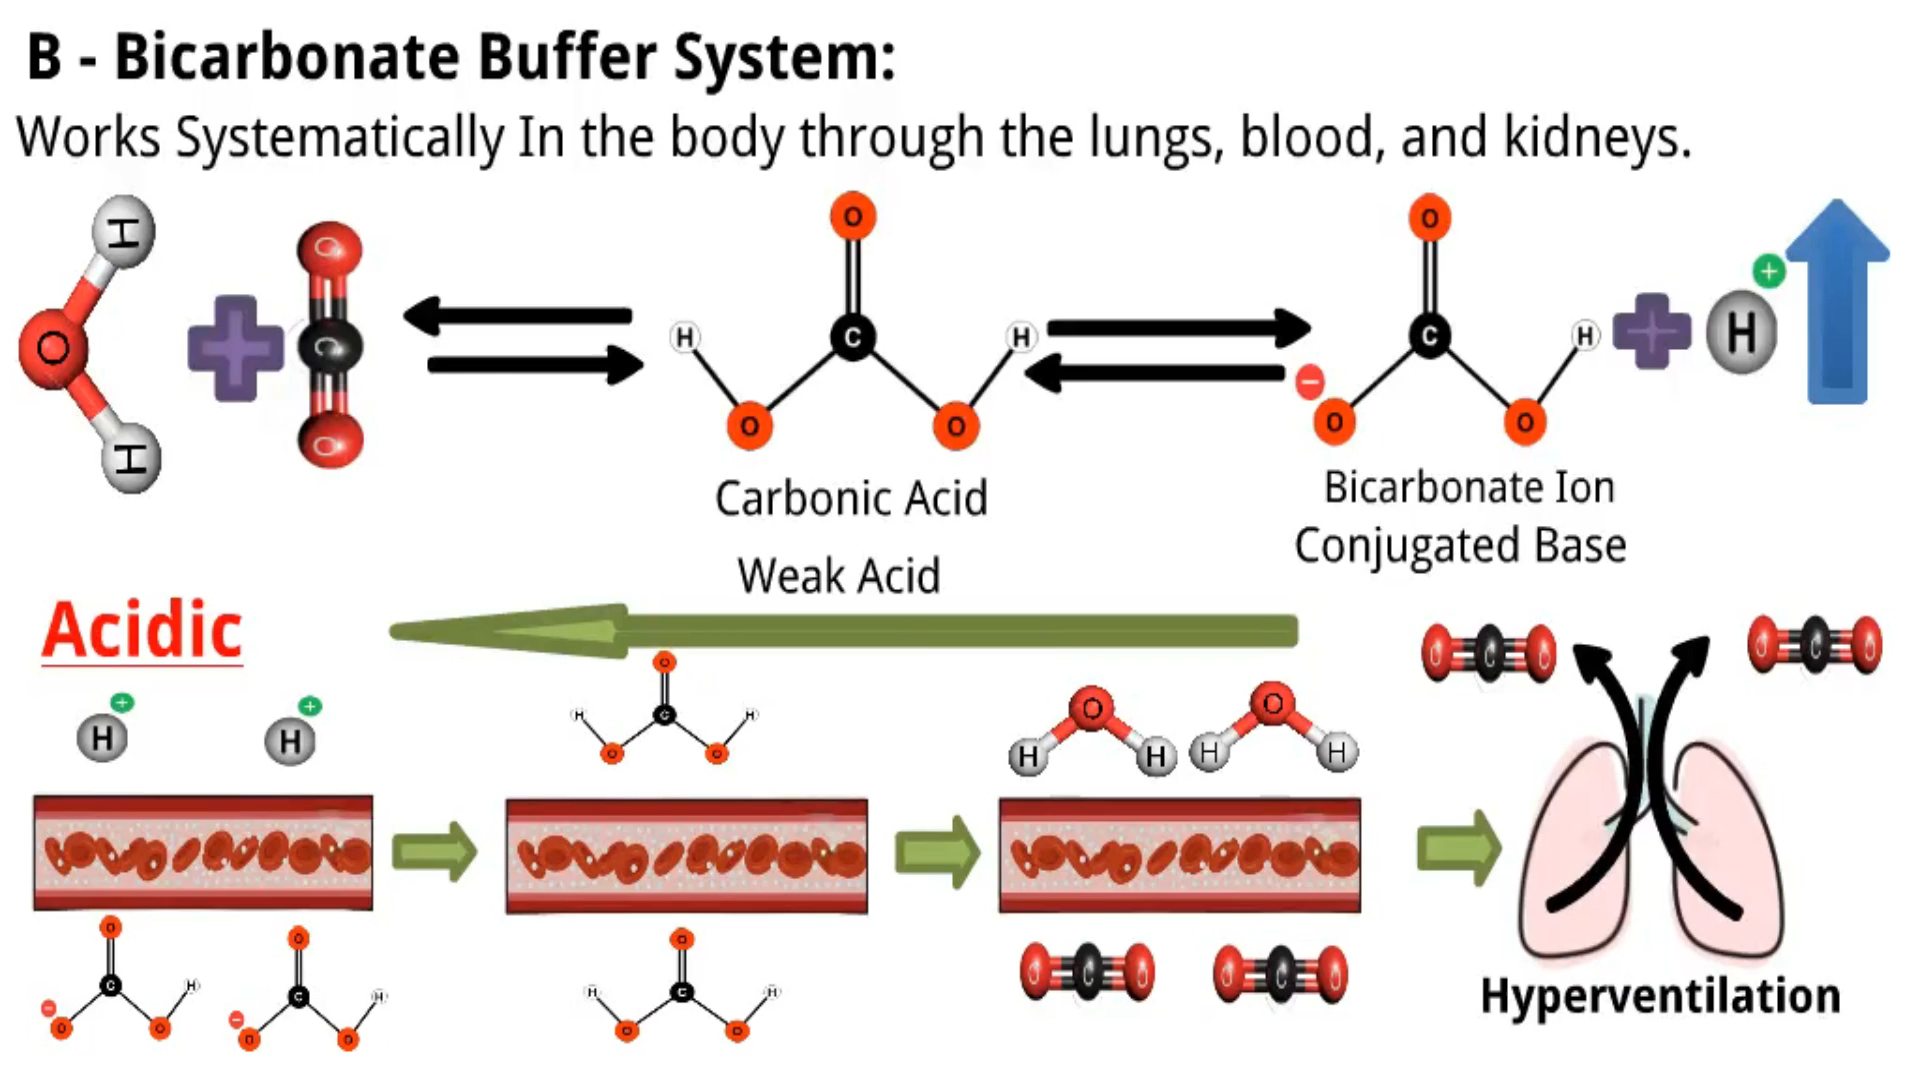 B - Bicarbonate Buffer System:
Works Systematically In the body through the lungs, blood, and kidneys.
H
O
H
+
O
C
O
O
H
C
H
O
O
O
C
H
−
O
O
+
H
+
Carbonic Acid
Weak Acid
Bicarbonate Ion
Conjugated Base
Acidic
H
+
H
+
O
H
C
H
O
O
O
H
H
O
H
H
O
C
O
O
C
O
O
C
H
−
O
O
O
C
H
−
O
O
O
H
C
H
O
O
O
C
O
O
C
O
Hyperventilation